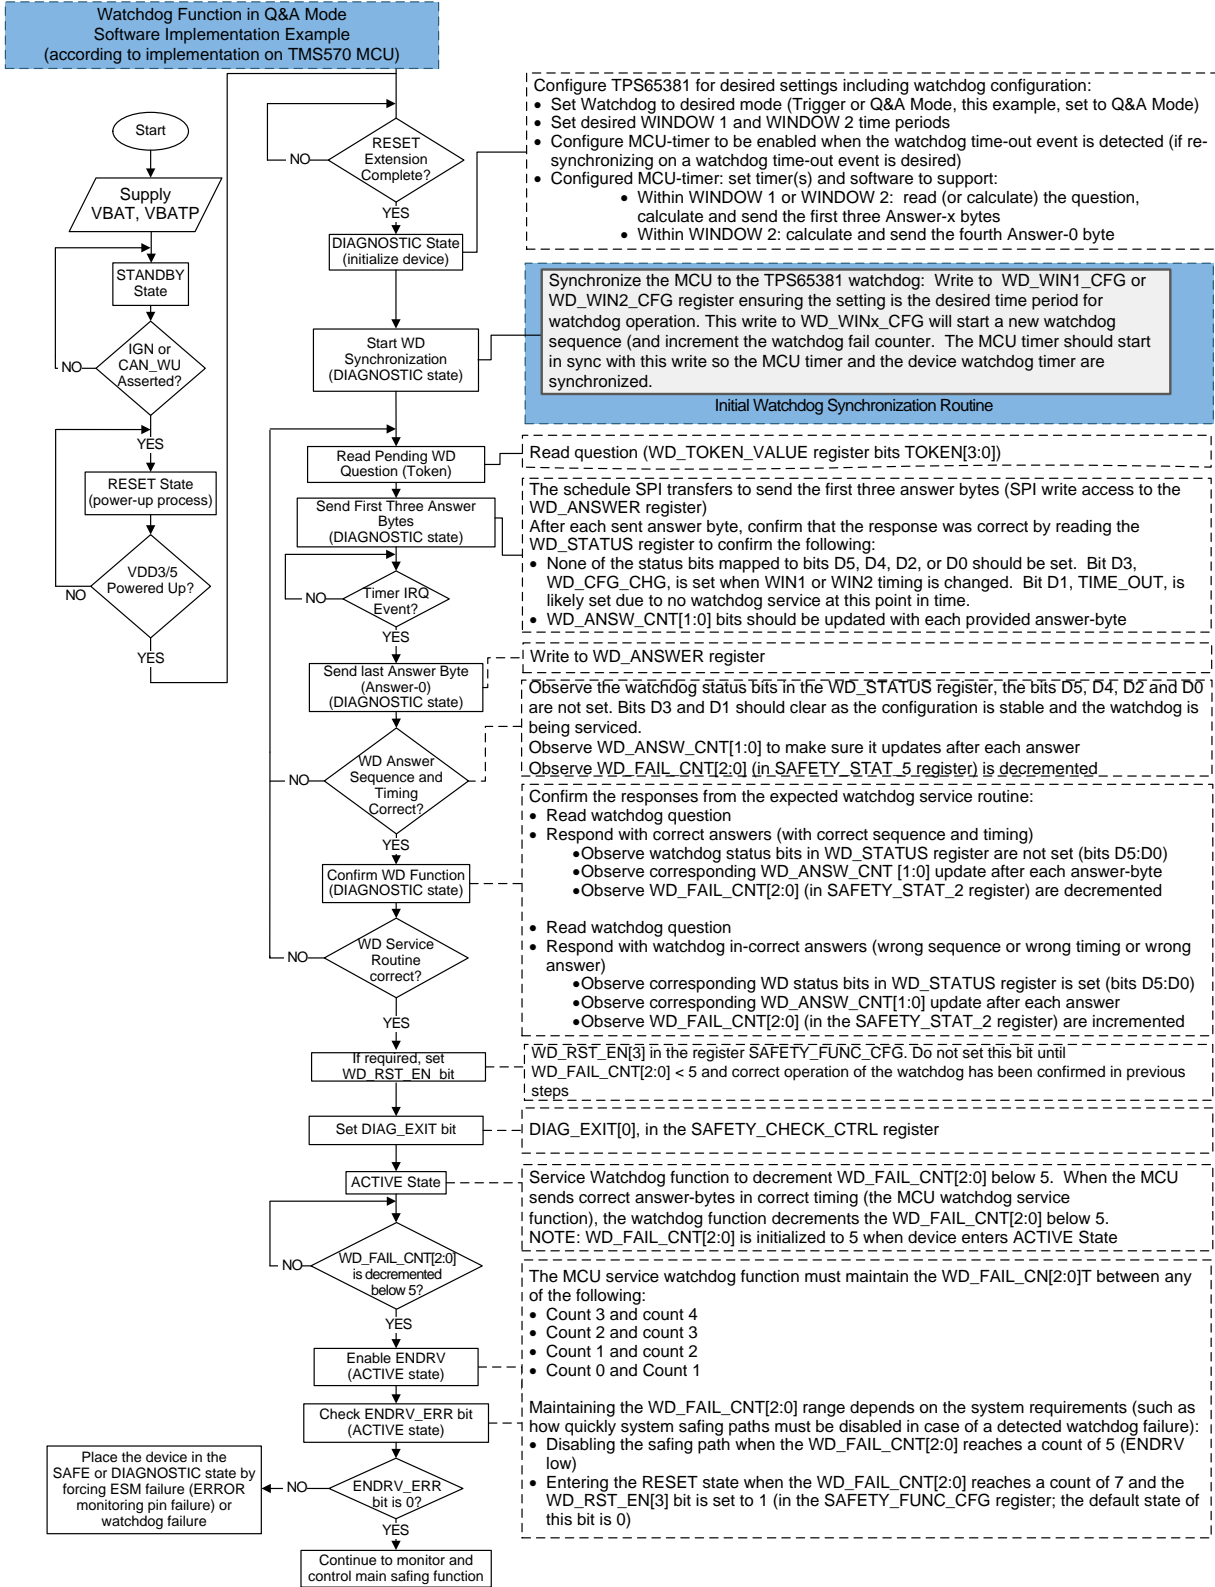 Watchdog Function in Q&A Mode
Software Implementation Example
(according to implementation on TMS570 MCU)
Start
Supply
VBAT, VBATP
STANDBY
State
IGN or
CAN_WU
Asserted?
NO
YES
RESET State
(power-up process)
VDD3/5
Powered Up?
NO
YES
RESET
Extension
Complete?
NO
YES
DIAGNOSTIC State
(initialize device)
Configure TPS65381 for desired settings including watchdog configuration:
• Set Watchdog to desired mode (Trigger or Q&A Mode, this example, set to Q&A Mode)
• Set desired WINDOW 1 and WINDOW 2 time periods
• Configure MCU-timer to be enabled when the watchdog time-out event is detected (if re-
synchronizing on a watchdog time-out event is desired)
• Configured MCU-timer: set timer(s) and software to support:
• Within WINDOW 1 or WINDOW 2: read (or calculate) the question,
calculate and send the first three Answer-x bytes
• Within WINDOW 2: calculate and send the fourth Answer-0 byte
Start WD
Synchronization
(DIAGNOSTIC state)
Synchronize the MCU to the TPS65381 watchdog: Write to WD_WIN1_CFG or
WD_WIN2_CFG register ensuring the setting is the desired time period for
watchdog operation. This write to WD_WINx_CFG will start a new watchdog
sequence (and increment the watchdog fail counter. The MCU timer should start
in sync with this write so the MCU timer and the device watchdog timer are
synchronized.
Initial Watchdog Synchronization Routine
Read Pending WD
Question (Token)
Read question (WD_TOKEN_VALUE register bits TOKEN[3:0])
Send First Three Answer
Bytes
(DIAGNOSTIC state)
The schedule SPI transfers to send the first three answer bytes (SPI write access to the
WD_ANSWER register)
After each sent answer byte, confirm that the response was correct by reading the
WD_STATUS register to confirm the following:
• None of the status bits mapped to bits D5, D4, D2, or D0 should be set. Bit D3,
WD_CFG_CHG, is set when WIN1 or WIN2 timing is changed. Bit D1, TIME_OUT, is
likely set due to no watchdog service at this point in time.
• WD_ANSW_CNT[1:0] bits should be updated with each provided answer-byte
Timer IRQ
Event?
NO
YES
Send last Answer Byte
(Answer-0)
(DIAGNOSTIC state)
Write to WD_ANSWER register
WD Answer
Sequence and
Timing
Correct?
NO
YES
Observe the watchdog status bits in the WD_STATUS register, the bits D5, D4, D2 and D0
are not set. Bits D3 and D1 should clear as the configuration is stable and the watchdog is
being serviced.
Observe WD_ANSW_CNT[1:0] to make sure it updates after each answer
Observe WD_FAIL_CNT[2:0] (in SAFETY_STAT_5 register) is decremented
Confirm WD Function
(DIAGNOSTIC state)
Confirm the responses from the expected watchdog service routine:
• Read watchdog question
• Respond with correct answers (with correct sequence and timing)
•Observe watchdog status bits in WD_STATUS register are not set (bits D5:D0)
•Observe corresponding WD_ANSW_CNT [1:0] update after each answer-byte
•Observe WD_FAIL_CNT[2:0] (in SAFETY_STAT_2 register) are decremented
• Read watchdog question
• Respond with watchdog in-correct answers (wrong sequence or wrong timing or wrong
answer)
•Observe corresponding WD status bits in WD_STATUS register is set (bits D5:D0)
•Observe corresponding WD_ANSW_CNT[1:0] update after each answer
•Observe WD_FAIL_CNT[2:0] (in the SAFETY_STAT_2 register) are incremented
WD Service
Routine
correct?
NO
YES
If required, set
WD_RST_EN bit
WD_RST_EN[3] in the register SAFETY_FUNC_CFG. Do not set this bit until
WD_FAIL_CNT[2:0] < 5 and correct operation of the watchdog has been confirmed in previous
steps
Set DIAG_EXIT bit
DIAG_EXIT[0], in the SAFETY_CHECK_CTRL register
ACTIVE State
Service Watchdog function to decrement WD_FAIL_CNT[2:0] below 5. When the MCU
sends correct answer-bytes in correct timing (the MCU watchdog service
function), the watchdog function decrements the WD_FAIL_CNT[2:0] below 5.
NOTE: WD_FAIL_CNT[2:0] is initialized to 5 when device enters ACTIVE State
WD_FAIL_CNT[2:0]
is decremented
below 5?
NO
YES
Enable ENDRV
(ACTIVE state)
The MCU service watchdog function must maintain the WD_FAIL_CN[2:0]T between any
of the following:
• Count 3 and count 4
• Count 2 and count 3
• Count 1 and count 2
• Count 0 and Count 1
Check ENDRV_ERR bit
(ACTIVE state)
Maintaining the WD_FAIL_CNT[2:0] range depends on the system requirements (such as
how quickly system safing paths must be disabled in case of a detected watchdog failure):
• Disabling the safing path when the WD_FAIL_CNT[2:0] reaches a count of 5 (ENDRV
low)
• Entering the RESET state when the WD_FAIL_CNT[2:0] reaches a count of 7 and the
WD_RST_EN[3] bit is set to 1 (in the SAFETY_FUNC_CFG register; the default state of
this bit is 0)
ENDRV_ERR
bit is 0?
NO
Place the device in the
SAFE or DIAGNOSTIC state by
forcing ESM failure (ERROR
monitoring pin failure) or
watchdog failure
YES
Continue to monitor and
control main safing function